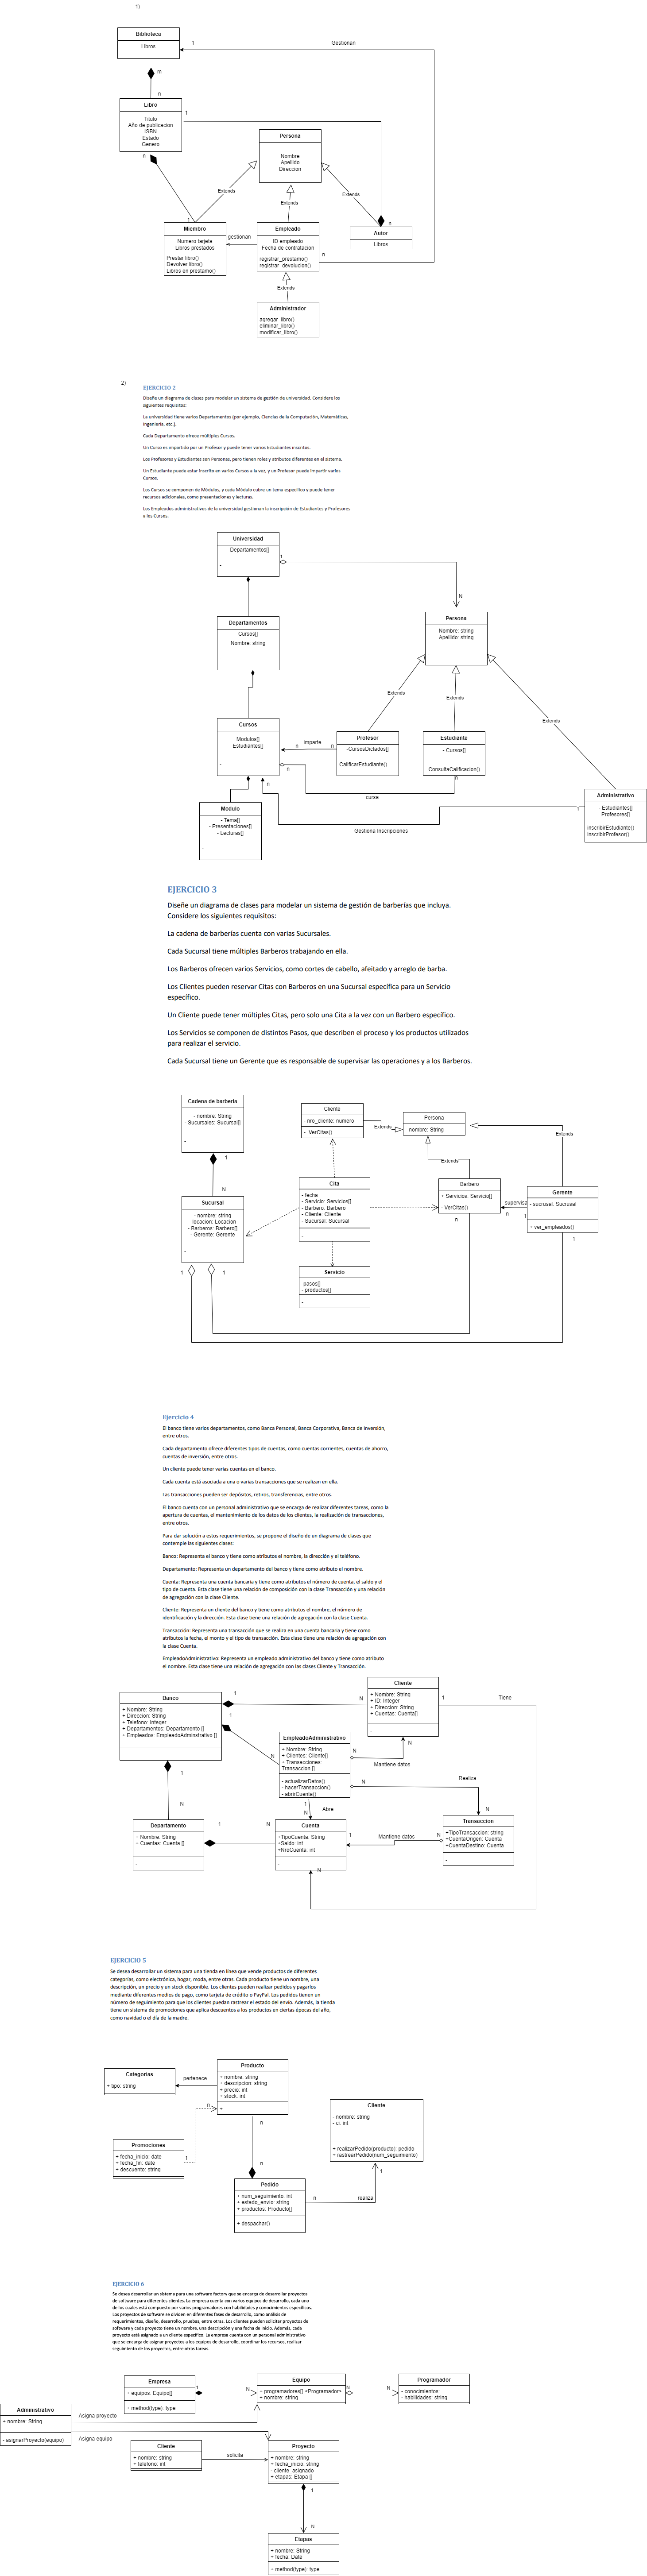 1)
Biblioteca
Libros
1
Gestionan
m
n
Libro
Titulo
Año de publicacion
ISBN
Estado
Genero
1
n
Persona
Nombre
Apellido
Direccion
Extends
Extends
Extends
1
n
Miembro
Numero tarjeta
Libros prestados
Prestar libro()
Devolver libro()
Libros en prestamo()
gestionan
Empleado
ID empleado
Fecha de contratacion
registrar_prestamo()
registrar_devolucion()
n
Autor
Libros
Extends
Administrador
agregar_libro()
eliminar_libro()
modificar_libro()
2)
EJERCICIO 2
Diseñe un diagrama de clases para modelar un sistema de gestión de universidad. Considere los
siguientes requisitos:
La universidad tiene varios Departamentos (por ejemplo, Ciencias de la Computación, Matemáticas,
Ingeniería, etc.).
Cada Departamento ofrece múltiples Cursos.
Un Curso es impartido por un Profesor y puede tener varios Estudiantes inscritos.
Los Profesores y Estudiantes son Personas, pero tienen roles y atributos diferentes en el sistema.
Un Estudiante puede estar inscrito en varios Cursos a la vez, y un Profesor puede impartir varios
Cursos.
Los Cursos se componen de Módulos, y cada Módulo cubre un tema específico y puede tener
recursos adicionales, como presentaciones y lecturas.
Los Empleados administrativos de la universidad gestionan la inscripción de Estudiantes y Profesores
a los Cursos.
Universidad
- Departamentos[]
-
1
N
Departamentos
Cursos[]
Nombre: string
-
Persona
Nombre: string
Apellido: string
-
Extends
Extends
Extends
Cursos
Modulos[]
Estudiantes[]
-
n
imparte
n
Profesor
-CursosDictados[]
CalificarEstudiante()
Estudiante
- Cursos[]
ConsultaCalificacion()
n
n
n
cursa
Modulo
- Tema[]
- Presentaciones[]
- Lecturas[]
-
Administrativo
- Estudiantes[]
Profesores[]
inscribirEstudiante()
inscribirProfesor()
1
Gestiona Inscripciones
EJERCICIO 3
Diseñe un diagrama de clases para modelar un sistema de gestión de barberías que incluya.
Considere los siguientes requisitos:
La cadena de barberías cuenta con varias Sucursales.
Cada Sucursal tiene múltiples Barberos trabajando en ella.
Los Barberos ofrecen varios Servicios, como cortes de cabello, afeitado y arreglo de barba.
Los Clientes pueden reservar Citas con Barberos en una Sucursal específica para un Servicio
específico.
Un Cliente puede tener múltiples Citas, pero solo una Cita a la vez con un Barbero específico.
Los Servicios se componen de distintos Pasos, que describen el proceso y los productos utilizados
para realizar el servicio.
Cada Sucursal tiene un Gerente que es responsable de supervisar las operaciones y a los Barberos.
Cadena de barbería
- nombre: String
- Sucursales: Sucursal[]
-
1
N
Cliente
- nro_cliente: numero
- VerCitas()
Extends
Persona
- nombre: String
Extends
Extends
Sucursal
- nombre: string
- locacion: Locacion
- Barberos: Barbero[]
- Gerente: Gerente
-
1
1
Cita
- fecha
- Servicio: Servicios[]
- Barbero: Barbero
- Cliente: Cliente
- Sucursal: Sucursal
-
Barbero
+ Servicios: Servicio[]
- VerCitas()
n
supervisa
n
1
Gerente
- sucrusal: Sucrusal
+ ver_empleados()
1
Servicio
-pasos[]
- productos[]
-
Ejercicio 4
El banco tiene varios departamentos, como Banca Personal, Banca Corporativa, Banca de Inversión,
entre otros.
Cada departamento ofrece diferentes tipos de cuentas, como cuentas corrientes, cuentas de ahorro,
cuentas de inversión, entre otros.
Un cliente puede tener varias cuentas en el banco.
Cada cuenta está asociada a una o varias transacciones que se realizan en ella.
Las transacciones pueden ser depósitos, retiros, transferencias, entre otros.
El banco cuenta con un personal administrativo que se encarga de realizar diferentes tareas, como la
apertura de cuentas, el mantenimiento de los datos de los clientes, la realización de transacciones,
entre otros.
Para dar solución a estos requerimientos, se propone el diseño de un diagrama de clases que
contemple las siguientes clases:
Banco: Representa el banco y tiene como atributos el nombre, la dirección y el teléfono.
Departamento: Representa un departamento del banco y tiene como atributo el nombre.
Cuenta: Representa una cuenta bancaria y tiene como atributos el número de cuenta, el saldo y el
tipo de cuenta. Esta clase tiene una relación de composición con la clase Transacción y una relación
de agregación con la clase Cliente.
Cliente: Representa un cliente del banco y tiene como atributos el nombre, el número de
identificación y la dirección. Esta clase tiene una relación de agregación con la clase Cuenta.
Transacción: Representa una transacción que se realiza en una cuenta bancaria y tiene como
atributos la fecha, el monto y el tipo de transacción. Esta clase tiene una relación de agregación con
la clase Cuenta.
EmpleadoAdministrativo: Representa un empleado administrativo del banco y tiene como atributo
el nombre. Esta clase tiene una relación de agregación con las clases Cliente y Transacción.
Banco
+ Nombre: String
+ Direccion: String
+ Telefono: Integer
+ Departamentos: Departamento []
+ Empleados: EmpleadoAdminstrativo []
-
1
N
1
N
1
N
Cliente
+ Nombre: String
+ ID: Integer
+ Direccion: String
+ Cuentas: Cuenta[]
-
1
Tiene
N
EmpleadoAdministrativo
+ Nombre: String
+ Clientes: Cliente[]
+ Transacciones:
Transaccion []
- actualizarDatos()
- hacerTransaccion()
- abrirCuenta()
N
Mantiene datos
N
Realiza
N
1
N
Abre
Departamento
+ Nombre: String
+ Cuentas: Cuenta []
-
1
N
Cuenta
+TipoCuenta: String
+Saldo: int
+NroCuenta: int
-
N
1
Mantiene datos
N
Transaccion
+TipoTransaccion: string
+CuentaOrigen: Cuenta
+CuentaDestino: Cuenta
-
EJERCICIO 5
Se desea desarrollar un sistema para una tienda en línea que vende productos de diferentes
categorías, como electrónica, hogar, moda, entre otras. Cada producto tiene un nombre, una
descripción, un precio y un stock disponible. Los clientes pueden realizar pedidos y pagarlos
mediante diferentes medios de pago, como tarjeta de crédito o PayPal. Los pedidos tienen un
número de seguimiento para que los clientes puedan rastrear el estado del envío. Además, la tienda
tiene un sistema de promociones que aplica descuentos a los productos en ciertas épocas del año,
como navidad o el día de la madre.
Categorías
+ tipo: string
pertenece
Producto
+ nombre: string
+ descripcion: string
+ precio: int
+ stock: int
+
n
1
n
n
Promociones
+ fecha_inicio: date
+ fecha_fin: date
+ descuento: string
Cliente
- nombre: string
- ci: int
+ realizarPedido(producto): pedido
+ rastrearPedido(num_seguimiento)
1
Pedido
+ num_seguimiento: int
+ estado_envio: string
+ productos: Producto[]
+ despachar()
n
realiza
EJERCICIO 6
Se desea desarrollar un sistema para una software factory que se encarga de desarrollar proyectos
de software para diferentes clientes. La empresa cuenta con varios equipos de desarrollo, cada uno
de los cuales está compuesto por varios programadores con habilidades y conocimientos específicos.
Los proyectos de software se dividen en diferentes fases de desarrollo, como análisis de
requerimientos, diseño, desarrollo, pruebas, entre otras. Los clientes pueden solicitar proyectos de
software y cada proyecto tiene un nombre, una descripción y una fecha de inicio. Además, cada
proyecto está asignado a un cliente específico. La empresa cuenta con un personal administrativo
que se encarga de asignar proyectos a los equipos de desarrollo, coordinar los recursos, realizar
seguimiento de los proyectos, entre otras tareas.
Empresa
+ equipos: Equipo[]
+ method(type): type
1
N
Equipo
+ programadores[] <Programador>
+ nombre: string
N
N
Programador
- conocimientos
- habilidades: string
Administrativo
+ nombre: String
- asignarProyecto(equipo)
Asigna proyecto
Asigna equipo
Cliente
+ nombre: string
+ telefono: int
solicita
Proyecto
+ nombre: string
+ fecha_inicio: string
- cliente_asignado
+ etapas: Etapa []
1
N
Etapas
+ nombre: String
+ fecha: Date
+ method(type): type